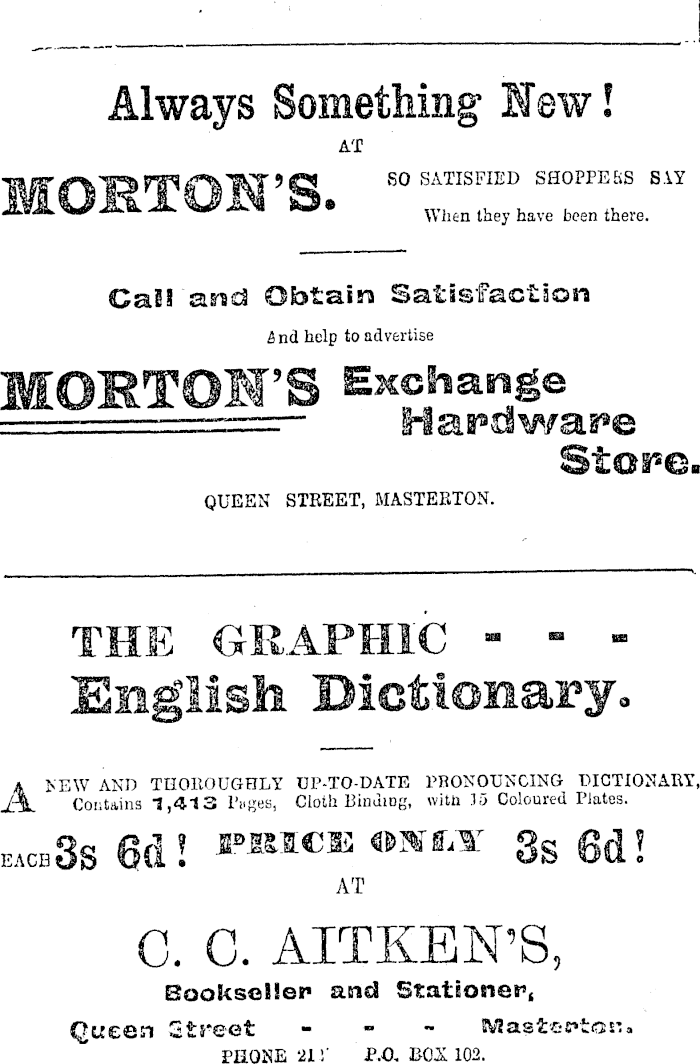 Always Something New!
AT
MORTON'S.
SO SATISFIED SHOPPERS SAY
When they have been there.
Call and Obtain Satisfaction
And help to advertise
MORTON'S Exchange
Hardware
Store.
QUEEN STREET, MASTERTON.
THE GRAPHIC - - -
English Dictionary.
A NEW AND THOROUGHLY UP-TO-DATE PRONOUNCING DICTIONARY,
Contains 1,413 Pages, Cloth Binding, with 15 Coloured Plates.
EACH 3s 6d! PRICE ONLY 3s 6d!
AT
C. C. AITKEN'S,
Bookseller and Stationer,
Queen Street - - - Masterton.
PHONE P.O. BOX 102.